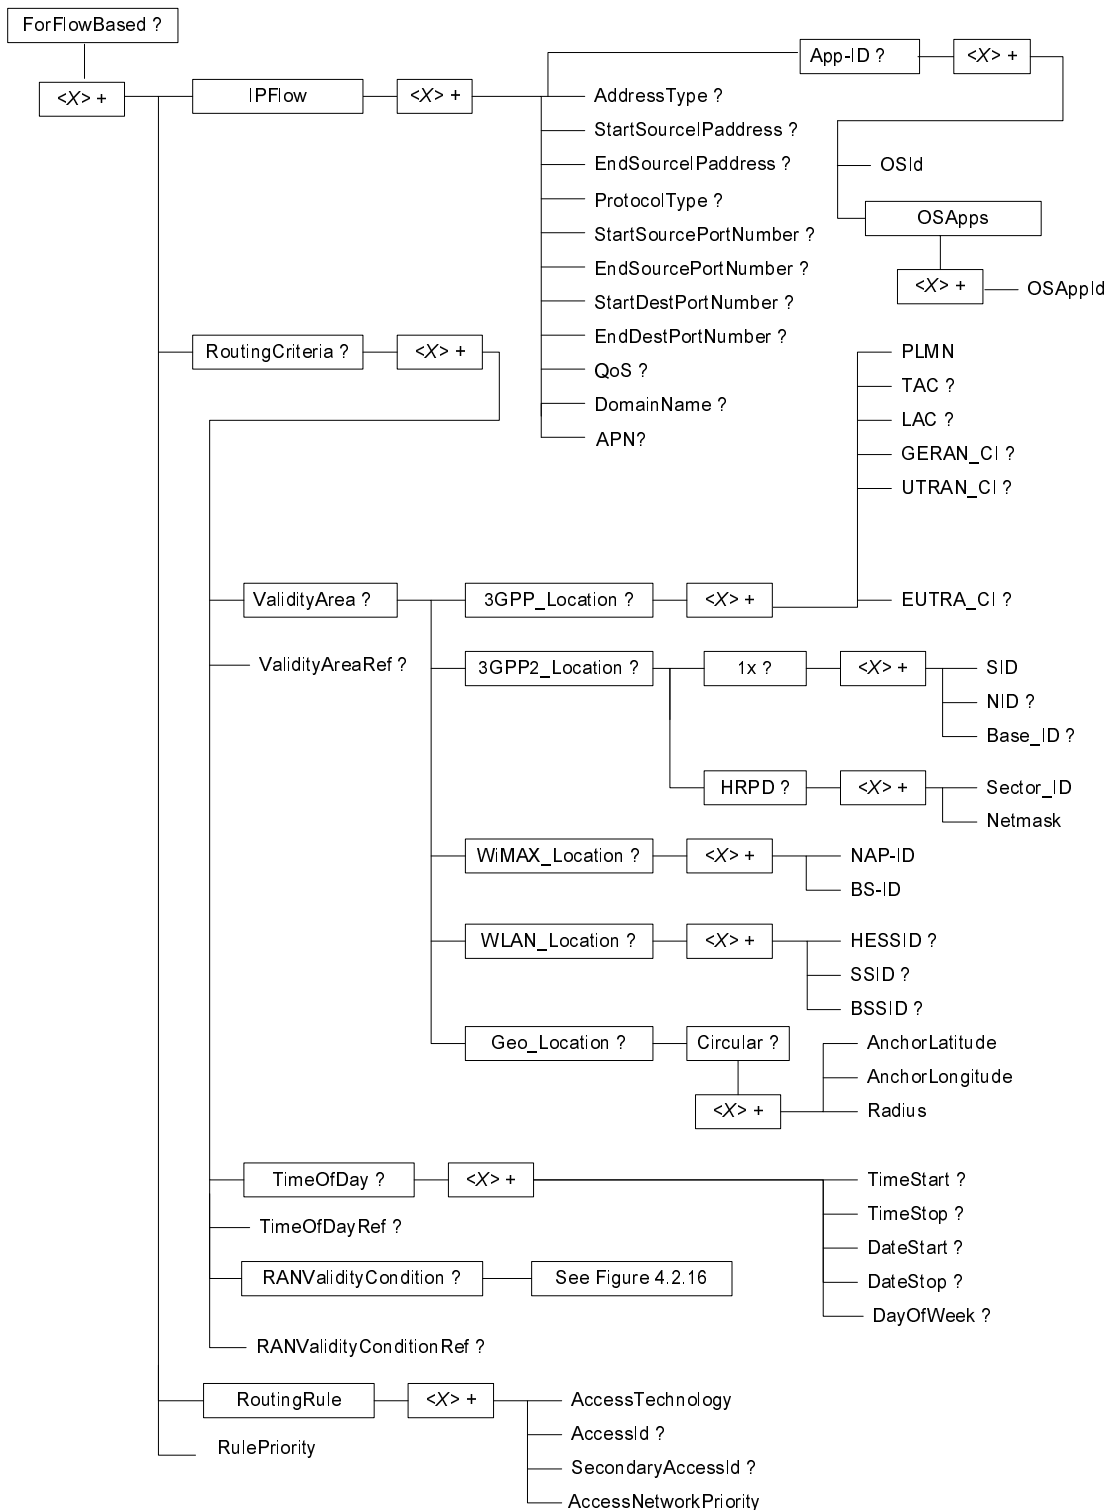 ForFlowBased ?
<X> +
IPFlow
<X> +
App-ID ?
<X> +
AddressType ?
StartSourceIPaddress ?
EndSourceIPaddress ?
ProtocolType ?
StartSourcePortNumber ?
EndSourcePortNumber ?
StartDestPortNumber ?
EndDestPortNumber ?
QoS ?
DomainName ?
APN?
OSId
OSApps
<X> +
OSAppId
RoutingCriteria ?
<X> +
ValidityArea ?
3GPP_Location ?
<X> +
PLMN
TAC ?
LAC ?
GERAN_CI ?
UTRAN_CI ?
EUTRA_CI ?
ValidityAreaRef ?
3GPP2_Location ?
1x ?
<X> +
SID
NID ?
Base_ID ?
HRPD ?
<X> +
Sector_ID
Netmask
WiMAX_Location ?
<X> +
NAP-ID
BS-ID
WLAN_Location ?
<X> +
HESSID ?
SSID ?
BSSID ?
Geo_Location ?
Circular ?
<X> +
AnchorLatitude
AnchorLongitude
Radius
TimeOfDay ?
<X> +
TimeStart ?
TimeStop ?
DateStart ?
DateStop ?
DayOfWeek ?
TimeOfDayRef ?
RANValidityCondition ?
See Figure 4.2.16
RANValidityConditionRef ?
RoutingRule
<X> +
AccessTechnology
AccessId ?
SecondaryAccessId ?
AccessNetworkPriority
RulePriority